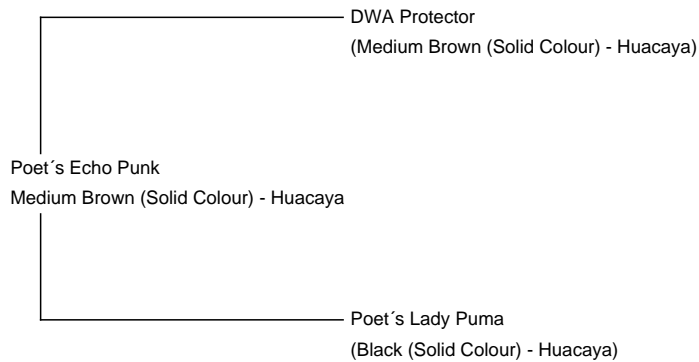 DWA Protector
(Medium Brown (Solid Colour) - Huacaya)
Poet´s Echo Punk
Medium Brown (Solid Colour) - Huacaya
Poet´s Lady Puma
(Black (Solid Colour) - Huacaya)